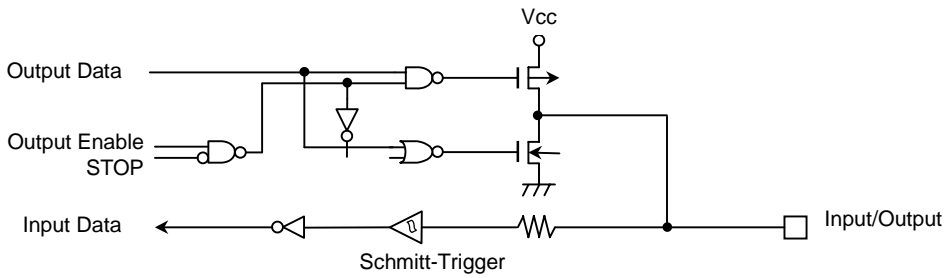 Vcc
Output Data
Output Enable
STOP
Input Data
Input/Output
Schmitt-Trigger